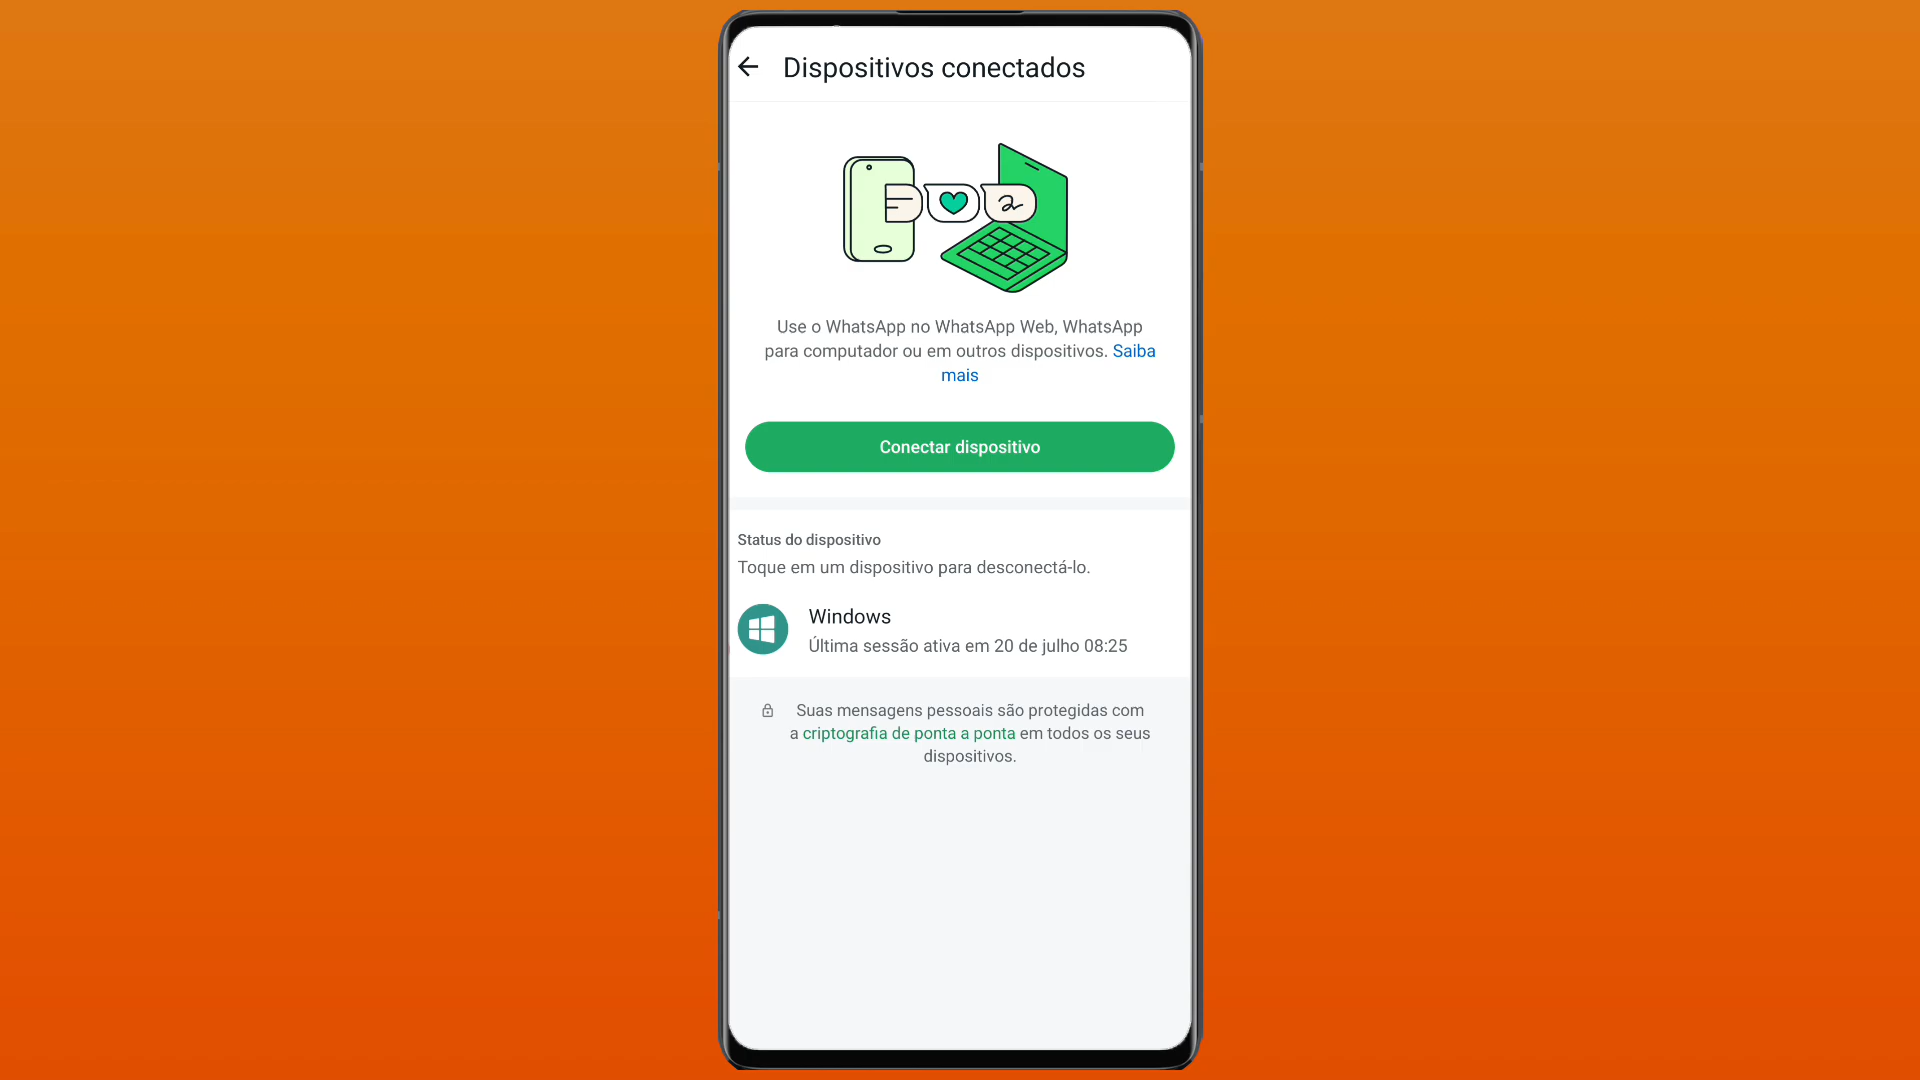 Dispositivos conectados
Use o WhatsApp no WhatsApp Web, WhatsApp
para computador ou em outros dispositivos. Saiba
mais
Conectar dispositivo
Status do dispositivo
Toque em um dispositivo para desconectá-lo.
Windows
Última sessão ativa em 20 de julho 08:25
Suas mensagens pessoais são protegidas com
a criptografia de ponta a ponta em todos os seus
dispositivos.